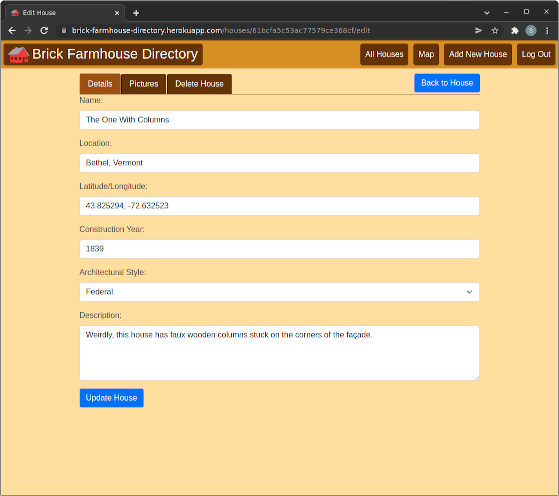 Edit House
brick-farmhouse-directory.herokuapp.com/houses/61bcfa5c53ac77579ce368cf/edit
S
Brick Farmhouse Directory
All Houses
Map
Add New House
Log Out
Details
Pictures
Delete House
Back to House
Name:
The One With Columns
Location:
Bethel, Vermont
Latitude/Longitude:
43.825294, -72.632523
Construction Year:
1839
Architectural Style:
Federal
Description:
Weirdly, this house has faux wooden columns stuck on the corners of the façade.
Update House